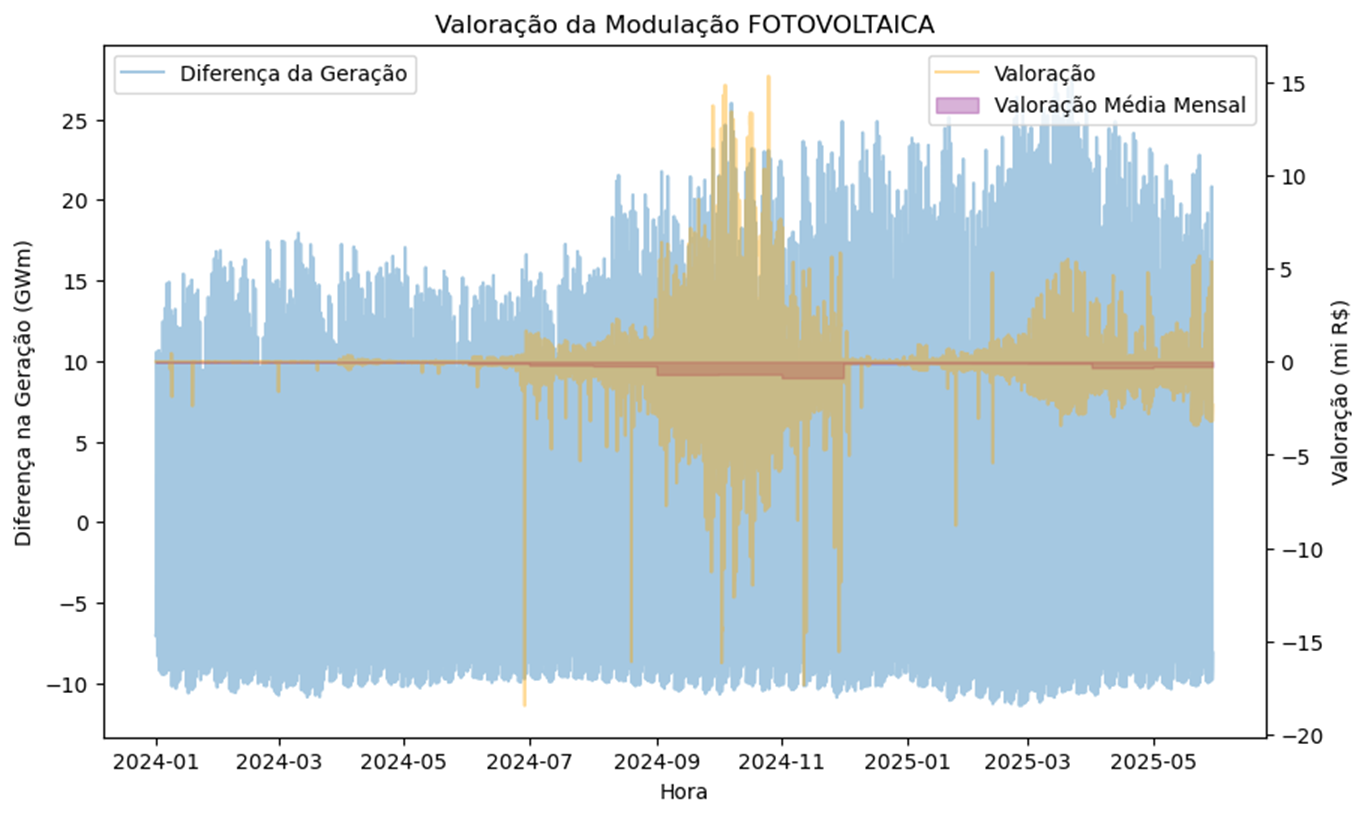 Valoração da Modulação FOTOVOLTAICA
Diferença da Geração
Valoração
Valoração Média Mensal
Diferença na Geração (GWm)
25
20
15
10
5
0
−5
−10
15
10
5
0
−5
−10
−15
−20
Valoração (mi R$)
2024-01 2024-03 2024-05 2024-07 2024-09 2024-11 2025-01 2025-03 2025-05
Hora